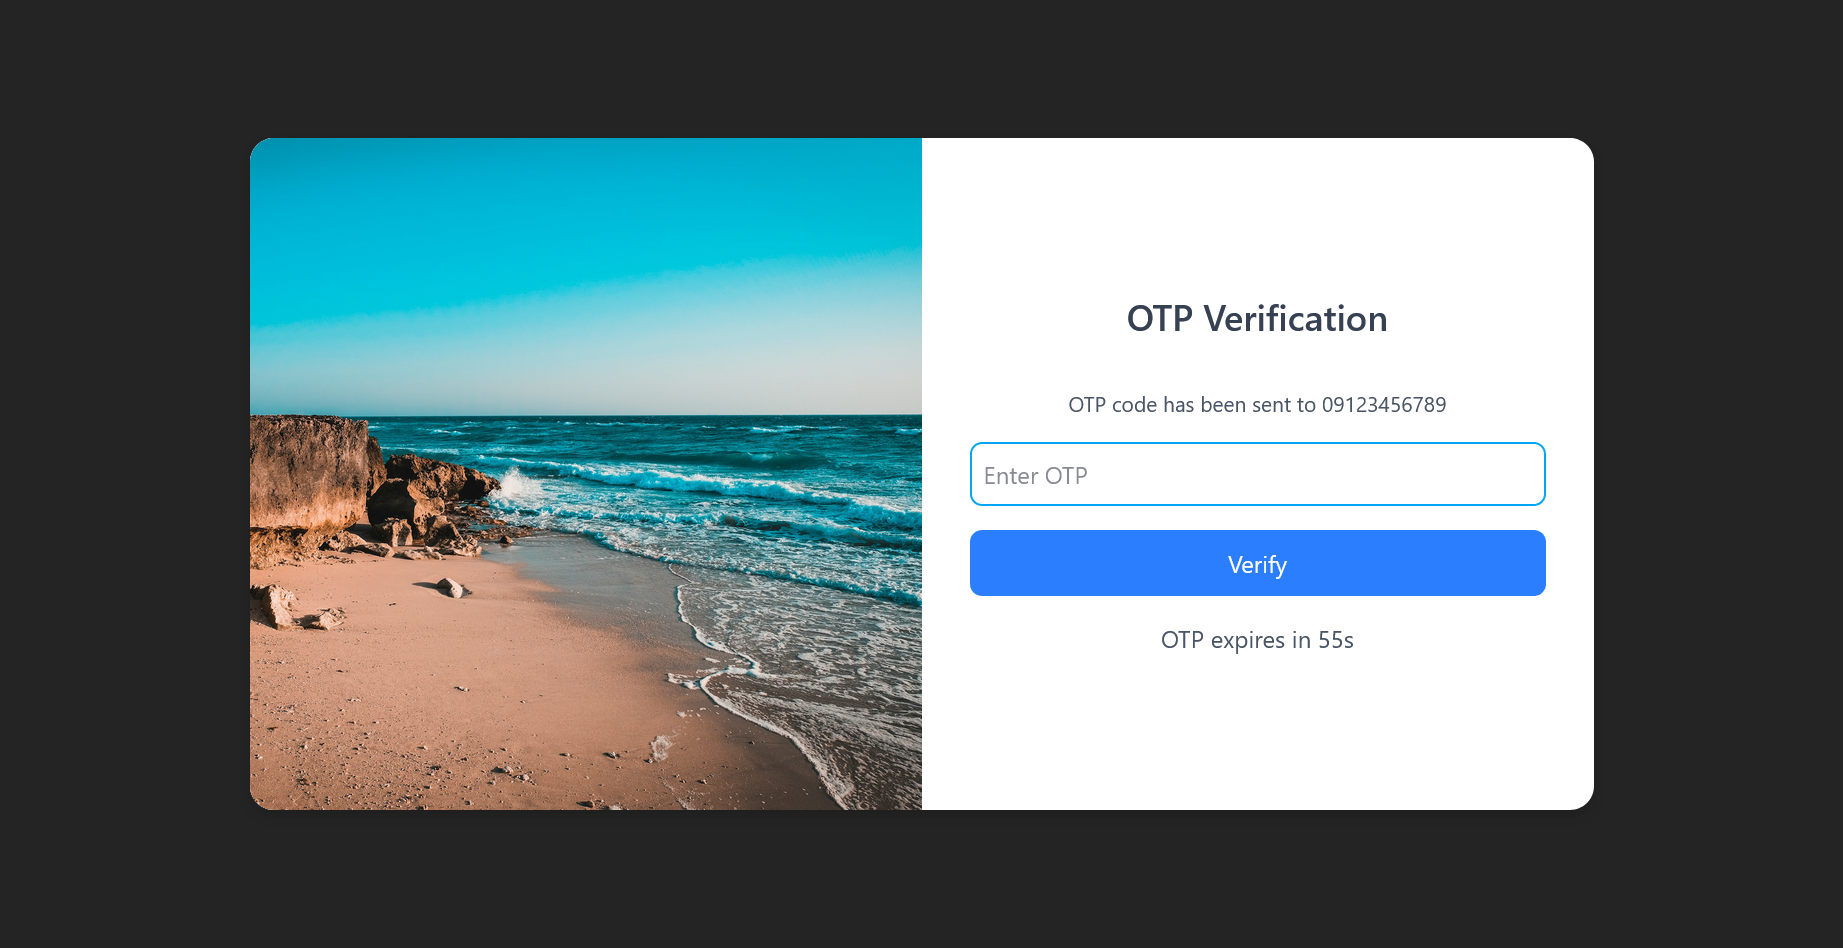 OTP Verification
OTP code has been sent to 09123456789
Enter OTP
Verify
OTP expires in 55s